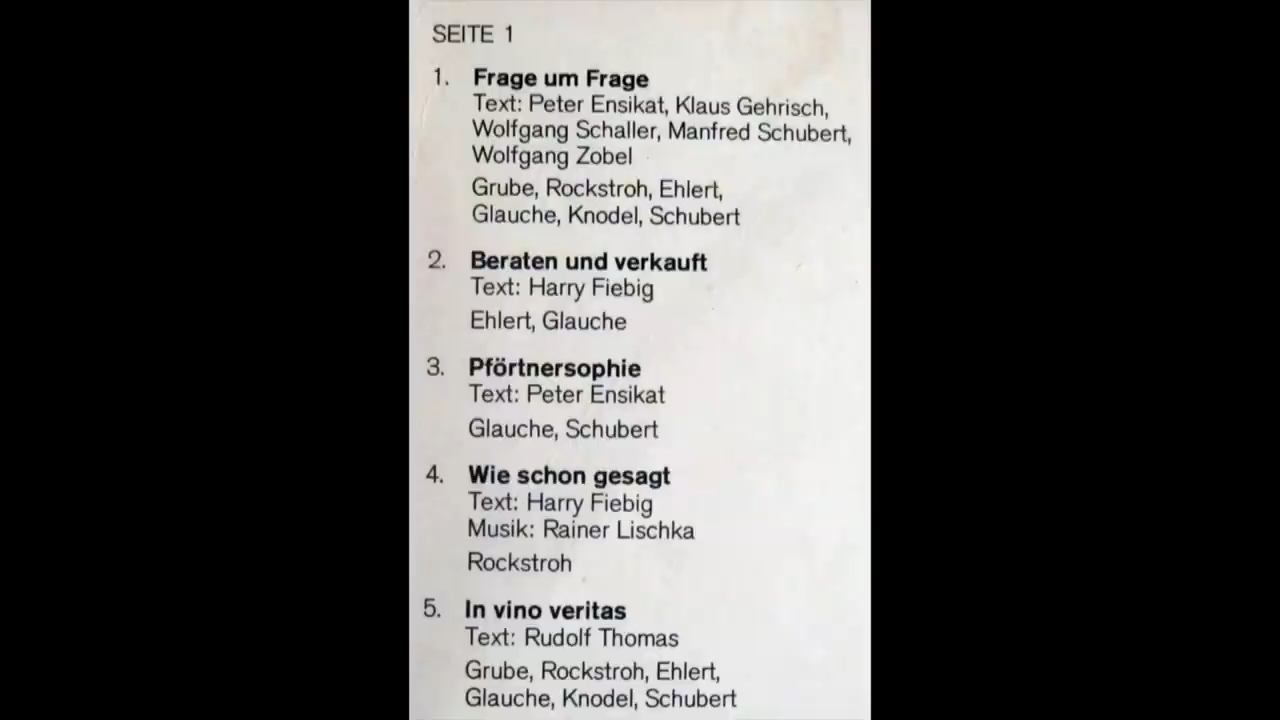 SEITE 1
1. Frage um Frage
Text: Peter Ensikat, Klaus Gehrisch,
Wolfgang Schaller, Manfred Schubert,
Wolfgang Zobel
Grube, Rockstroh, Ehlert,
Glauche, Knodel, Schubert
2. Beraten und verkauft
Text: Harry Fiebig
Ehlert, Glauche
3. Pförtnersophie
Text: Peter Ensikat
Glauche, Schubert
4. Wie schon gesagt
Text: Harry Fiebig
Musik: Rainer Lischka
Rockstroh
5. In vino veritas
Text: Rudolf Thomas
Grube, Rockstroh, Ehlert,
Glauche, Knodel, Schubert